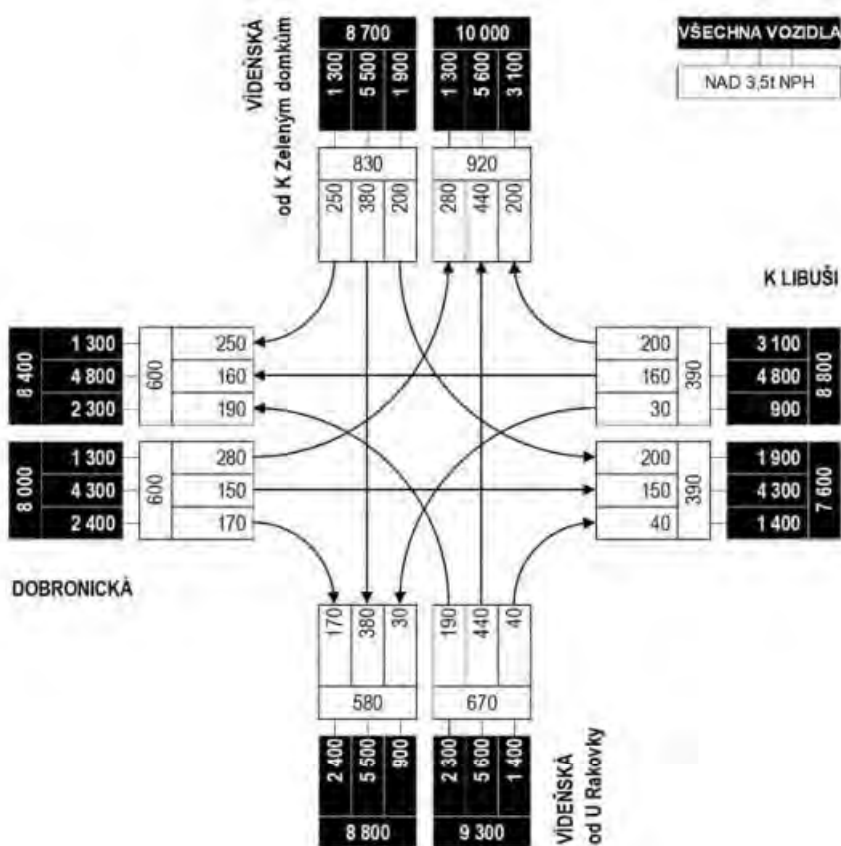 8 700 10 000 VŠECHNA VOZIDLA
VÍDEŇSKÁ
od K Zeleným domkům
1 300 5 500 1 900 1 300 5 600 3 100
NAD 3,5t NPH
830 920
250 380 200 280 440 200
K LIBUŠI
8 400 600 390 8 800
1 300 250 200 3 100
4 800 160 160 4 800
2 300 190 30 900
8 000 600 390 7 600
1 300 280 200 1 900
4 300 150 150 4 300
2 400 170 40 1 400
DOBRONICKÁ
170 380 30 190 440 40
580 670
2 400 5 500 900 2 300 5 600 1 400
VÍDEŇSKÁ
od U Rakovky
8 800 9 300